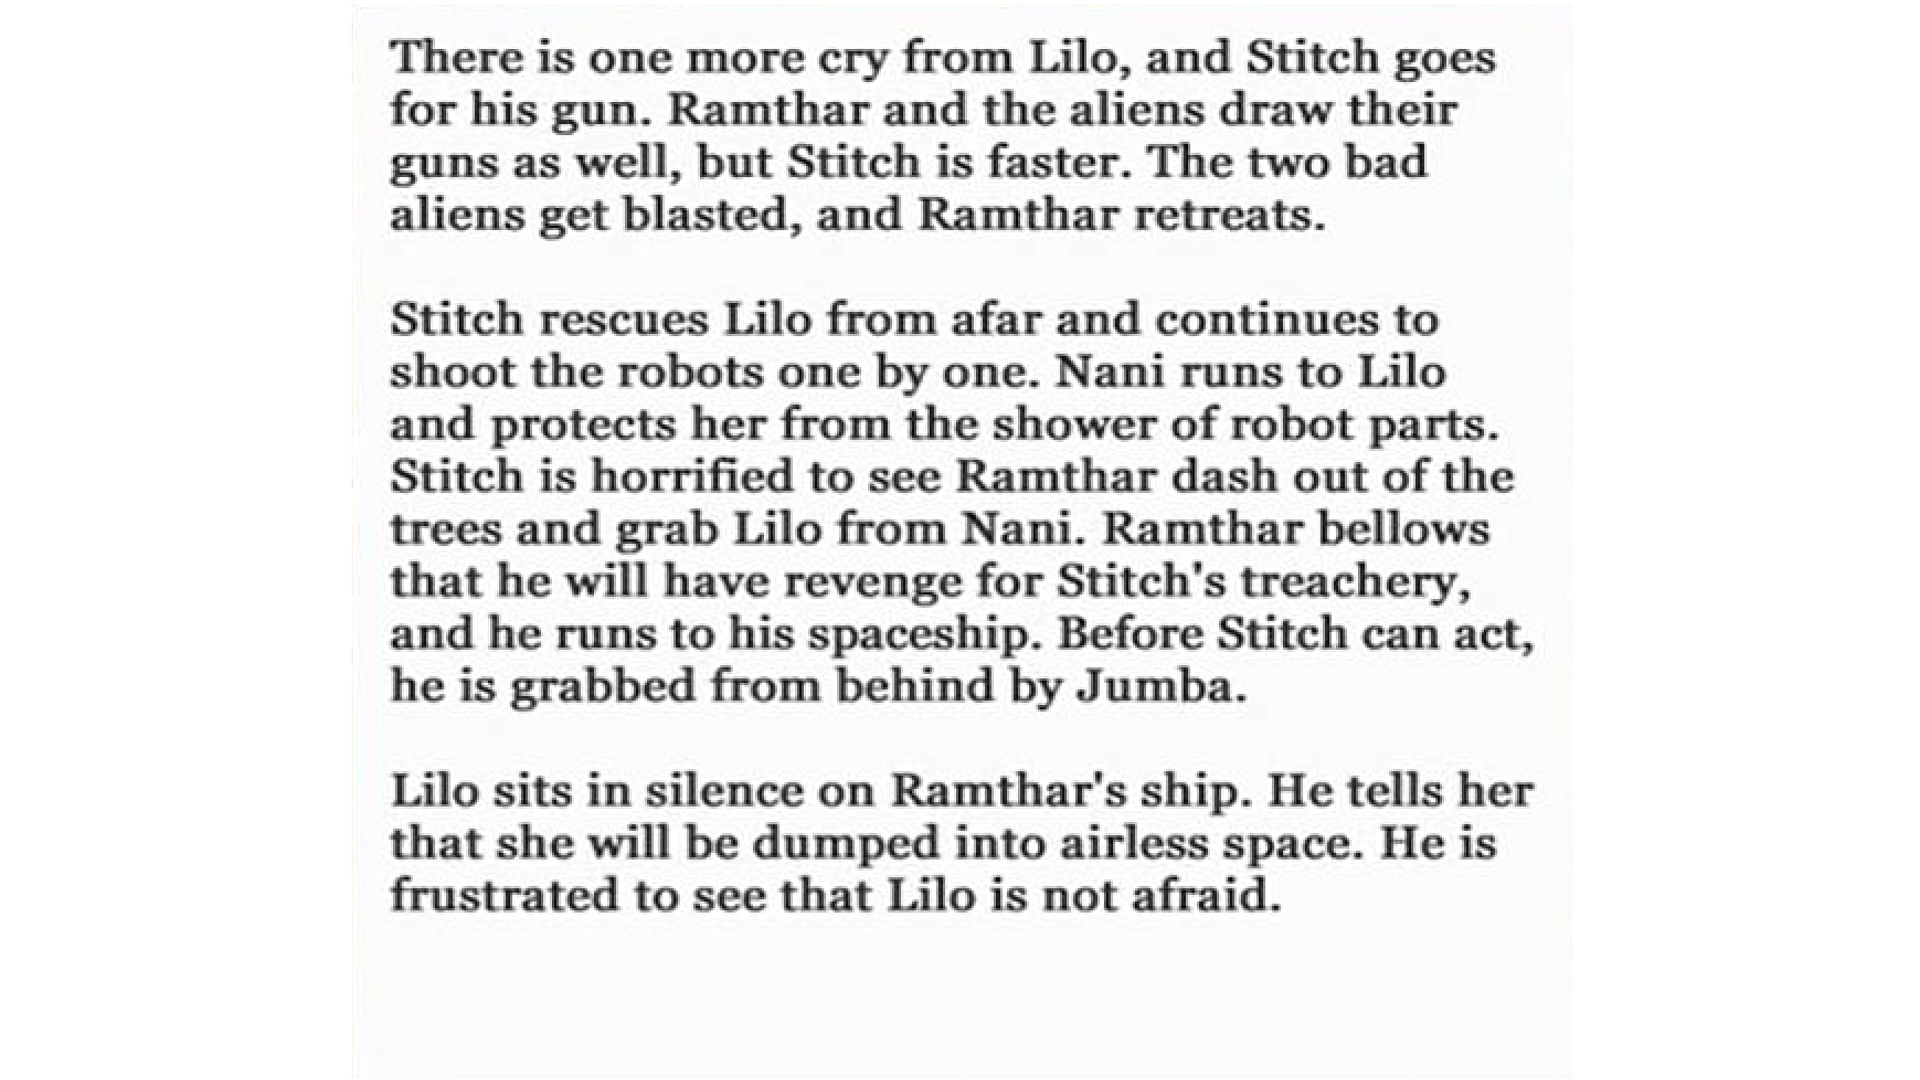 There is one more cry from Lilo, and Stitch goes
for his gun. Ramthar and the aliens draw their
guns as well, but Stitch is faster. The two bad
aliens get blasted, and Ramthar retreats.
Stitch rescues Lilo from afar and continues to
shoot the robots one by one. Nani runs to Lilo
and protects her from the shower of robot parts.
Stitch is horrified to see Ramthar dash out of the
trees and grab Lilo from Nani. Ramthar bellows
that he will have revenge for Stitch's treachery,
and he runs to his spaceship. Before Stitch can act,
he is grabbed from behind by Jumba.
Lilo sits in silence on Ramthar's ship. He tells her
that she will be dumped into airless space. He is
frustrated to see that Lilo is not afraid.